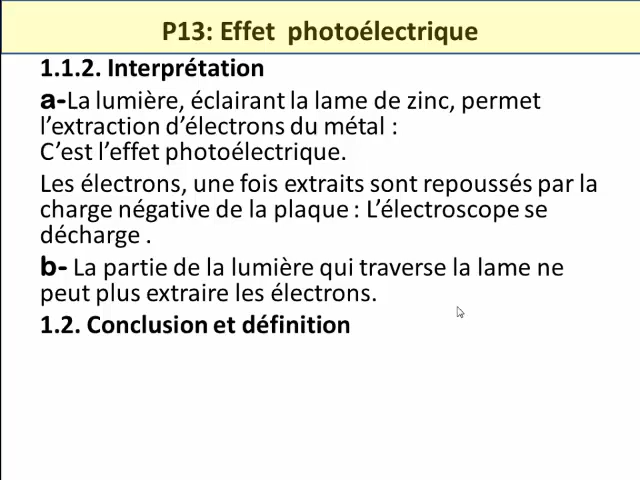 P13: Effet photoélectrique
1.1.2. Interprétation
a-La lumière, éclairant la lame de zinc, permet
l’extraction d’électrons du métal :
C’est l’effet photoélectrique.
Les électrons, une fois extraits sont repoussés par la
charge négative de la plaque : L’électroscope se
décharge .
b- La partie de la lumière qui traverse la lame ne
peut plus extraire les électrons.
1.2. Conclusion et définition